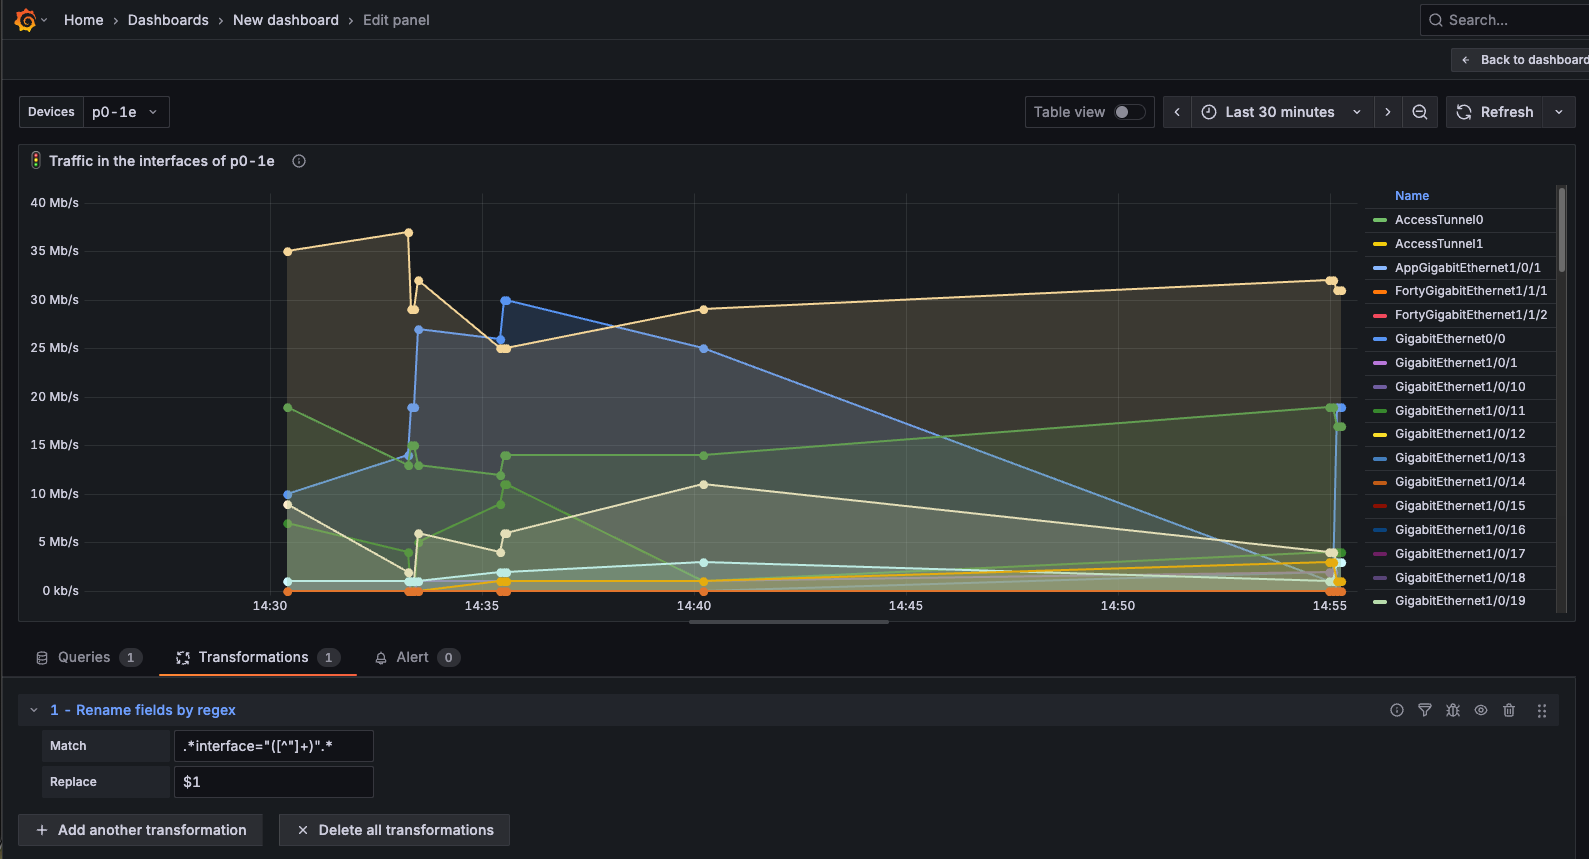 Home › Dashboards › New dashboard › Edit panel
Search...
Back to dashboard
Devices p0-1e
Table view
Last 30 minutes
Refresh
Traffic in the interfaces of p0-1e
40 Mb/s
35 Mb/s
30 Mb/s
25 Mb/s
20 Mb/s
15 Mb/s
10 Mb/s
5 Mb/s
0 kb/s
14:30 14:35 14:40 14:45 14:50 14:55
Name
AccessTunnel0
AccessTunnel1
AppGigabitEthernet1/0/1
FortyGigabitEthernet1/1/1
FortyGigabitEthernet1/1/2
GigabitEthernet0/0
GigabitEthernet1/0/1
GigabitEthernet1/0/10
GigabitEthernet1/0/11
GigabitEthernet1/0/12
GigabitEthernet1/0/13
GigabitEthernet1/0/14
GigabitEthernet1/0/15
GigabitEthernet1/0/16
GigabitEthernet1/0/17
GigabitEthernet1/0/18
GigabitEthernet1/0/19
Queries 1 Transformations 1 Alert 0
1 - Rename fields by regex
Match .*interface="([^"]+)".*
Replace $1
+ Add another transformation × Delete all transformations